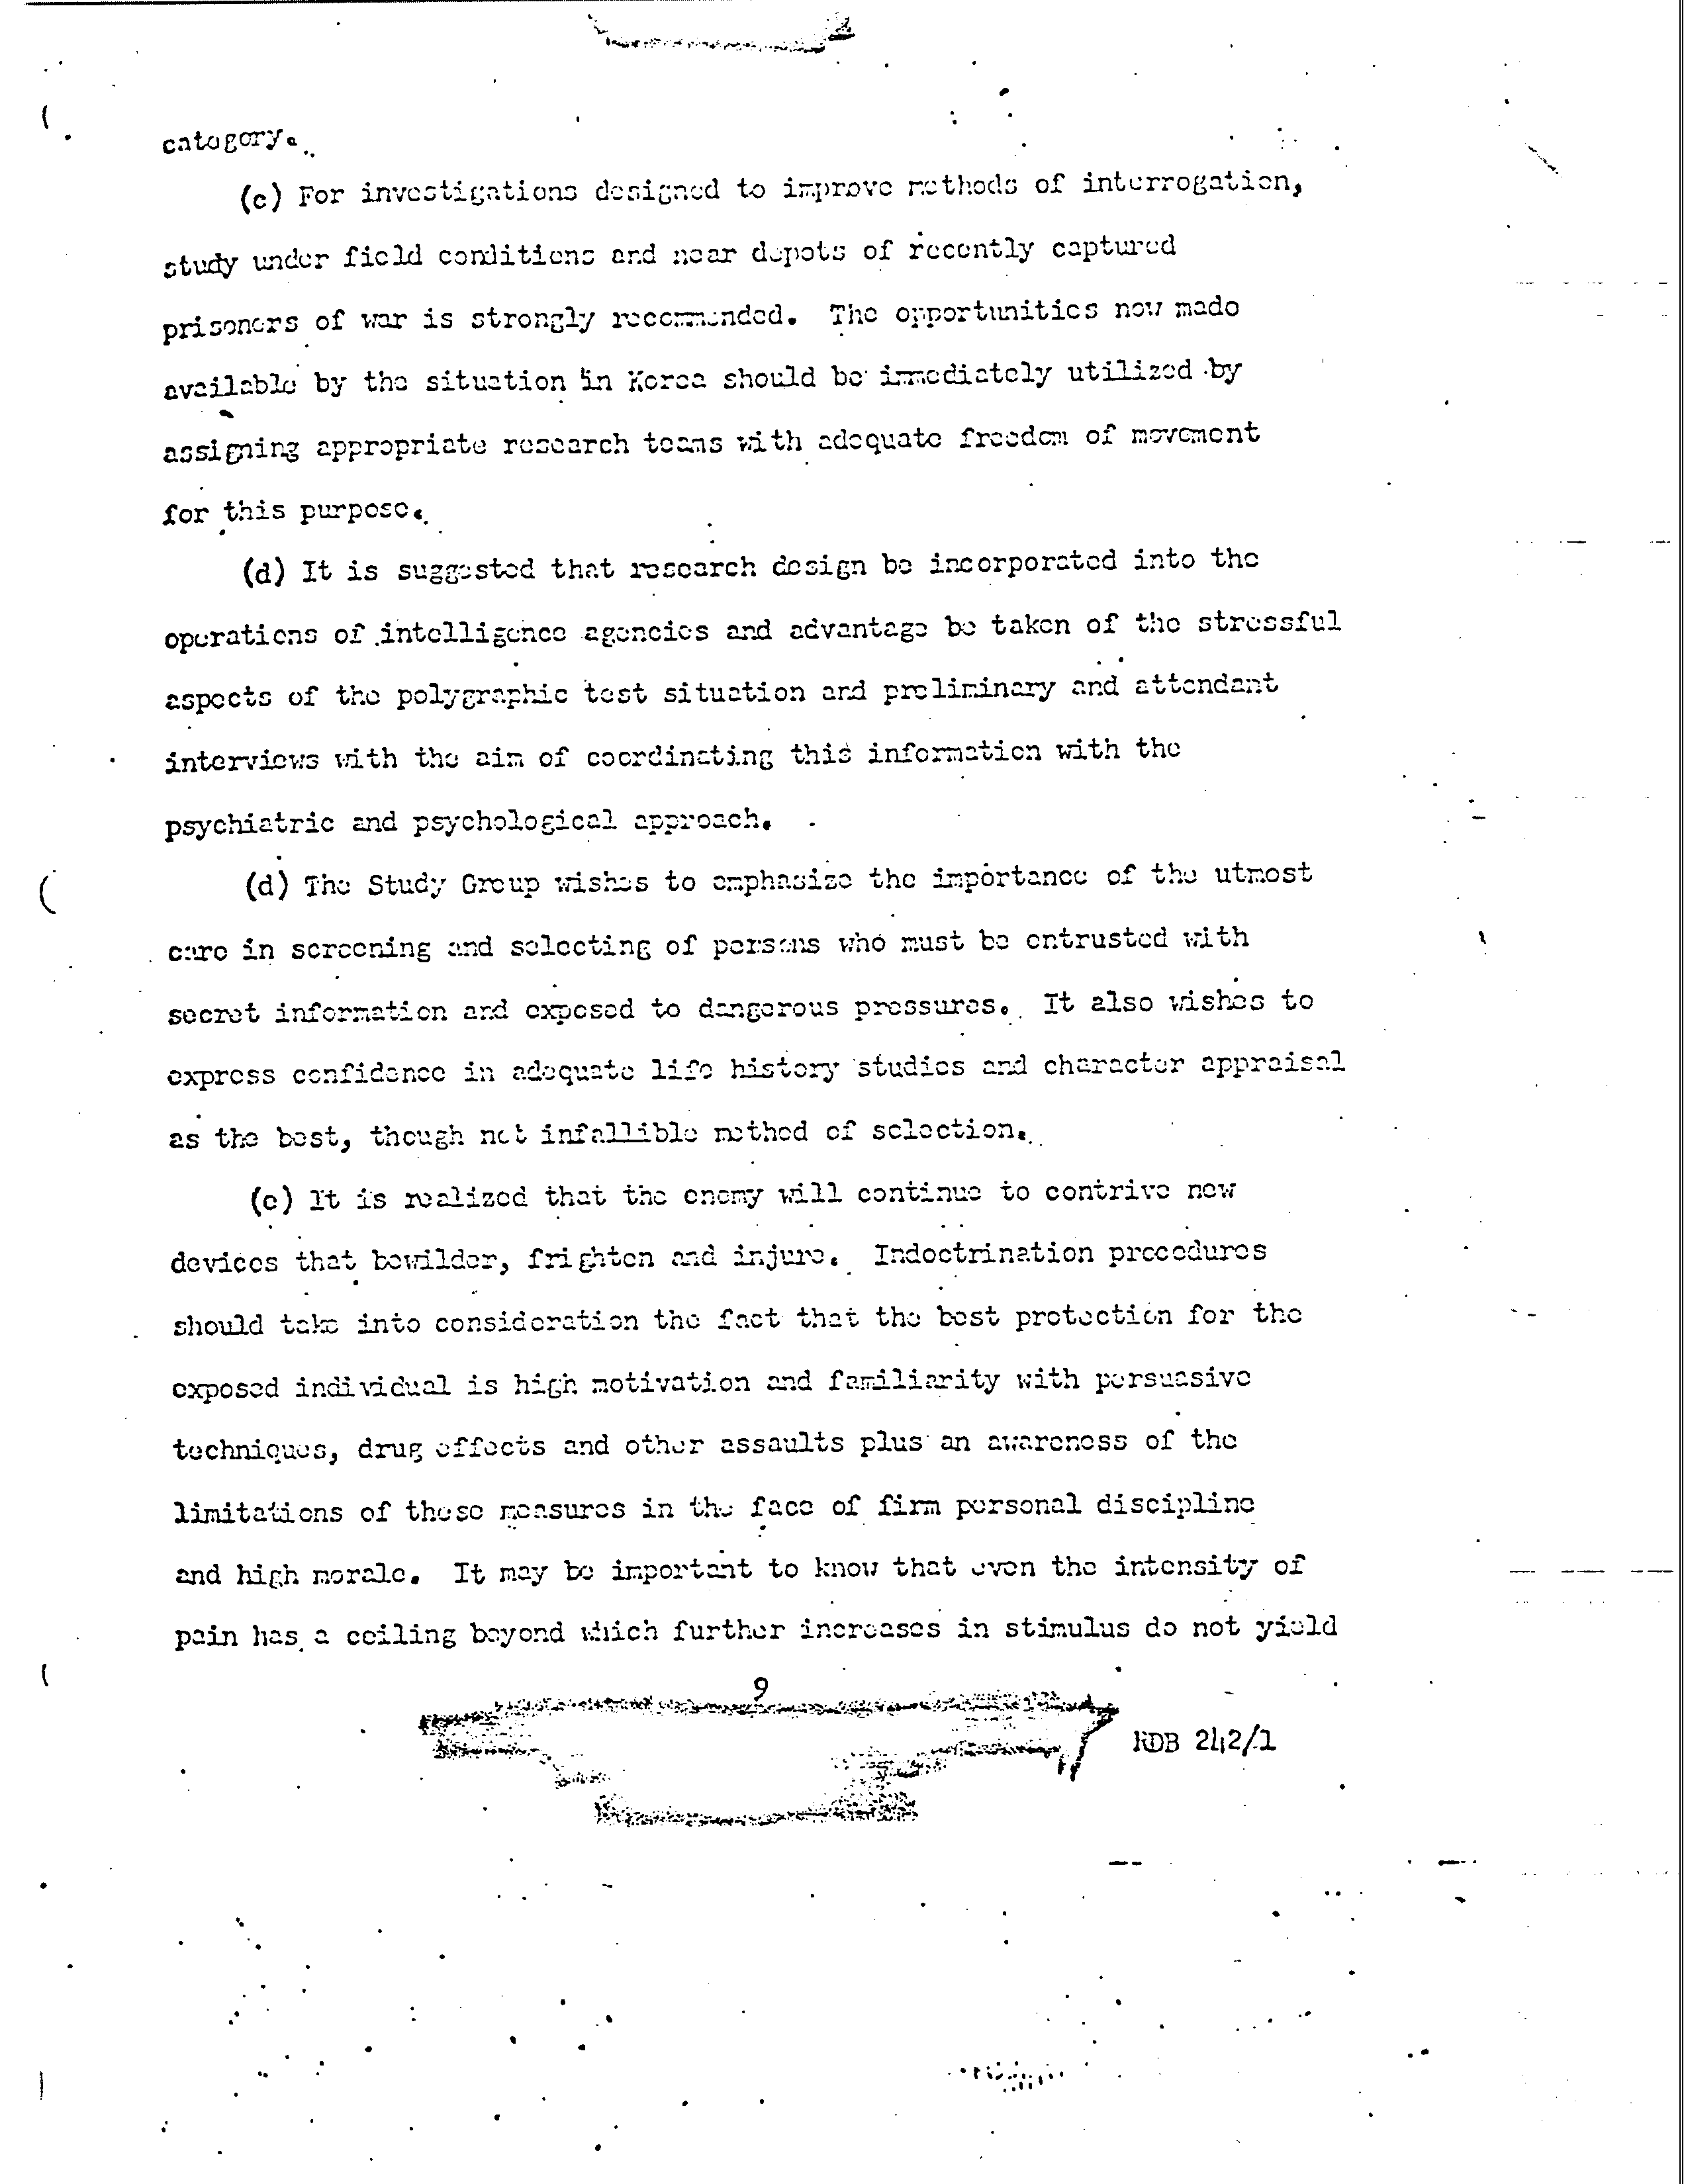 category.
(c) For investigations designed to improve methods of interrogation,
study under field conditions and near depots of recently captured
prisoners of war is strongly recommended. The opportunities now made
available by the situation in Korea should be immediately utilized by
assigning appropriate research teams with adequate freedom of movement
for this purpose.
(d) It is suggested that research design be incorporated into the
operations of intelligence agencies and advantage be taken of the stressful
aspects of the polygraphic test situation and preliminary and attendant
interviews with the aim of coordinating this information with the
psychiatric and psychological approach.
(d) The Study Group wishes to emphasize the importance of the utmost
care in screening and selecting of persons who must be entrusted with
secret information and exposed to dangerous pressures. It also wishes to
express confidence in adequate life history studies and character appraisal
as the best, though not infallible method of selection.
(e) It is realized that the enemy will continue to contrive new
devices that bewilder, frighten and injure. Indoctrination procedures
should take into consideration the fact that the best protection for the
exposed individual is high motivation and familiarity with persuasive
techniques, drug effects and other assaults plus an awareness of the
limitations of these measures in the face of firm personal discipline
and high morale. It may be important to know that even the intensity of
pain has a ceiling beyond which further increases in stimulus do not yield
9
RDB 242/1